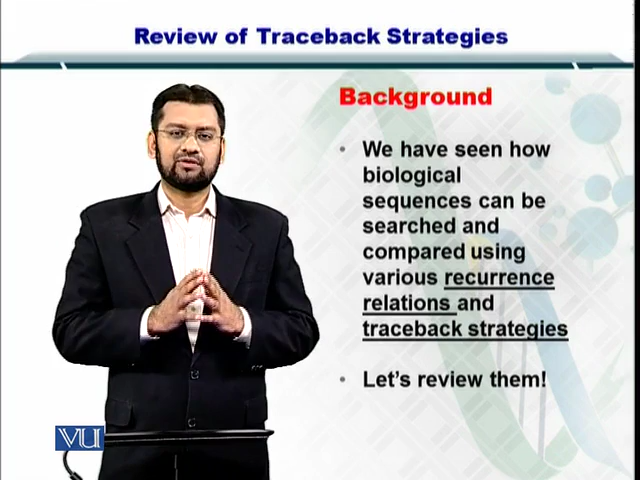 Review of Traceback Strategies
Background
• We have seen how
biological
sequences can be
searched and
compared using
various recurrence
relations and
traceback strategies
• Let's review them!
VU